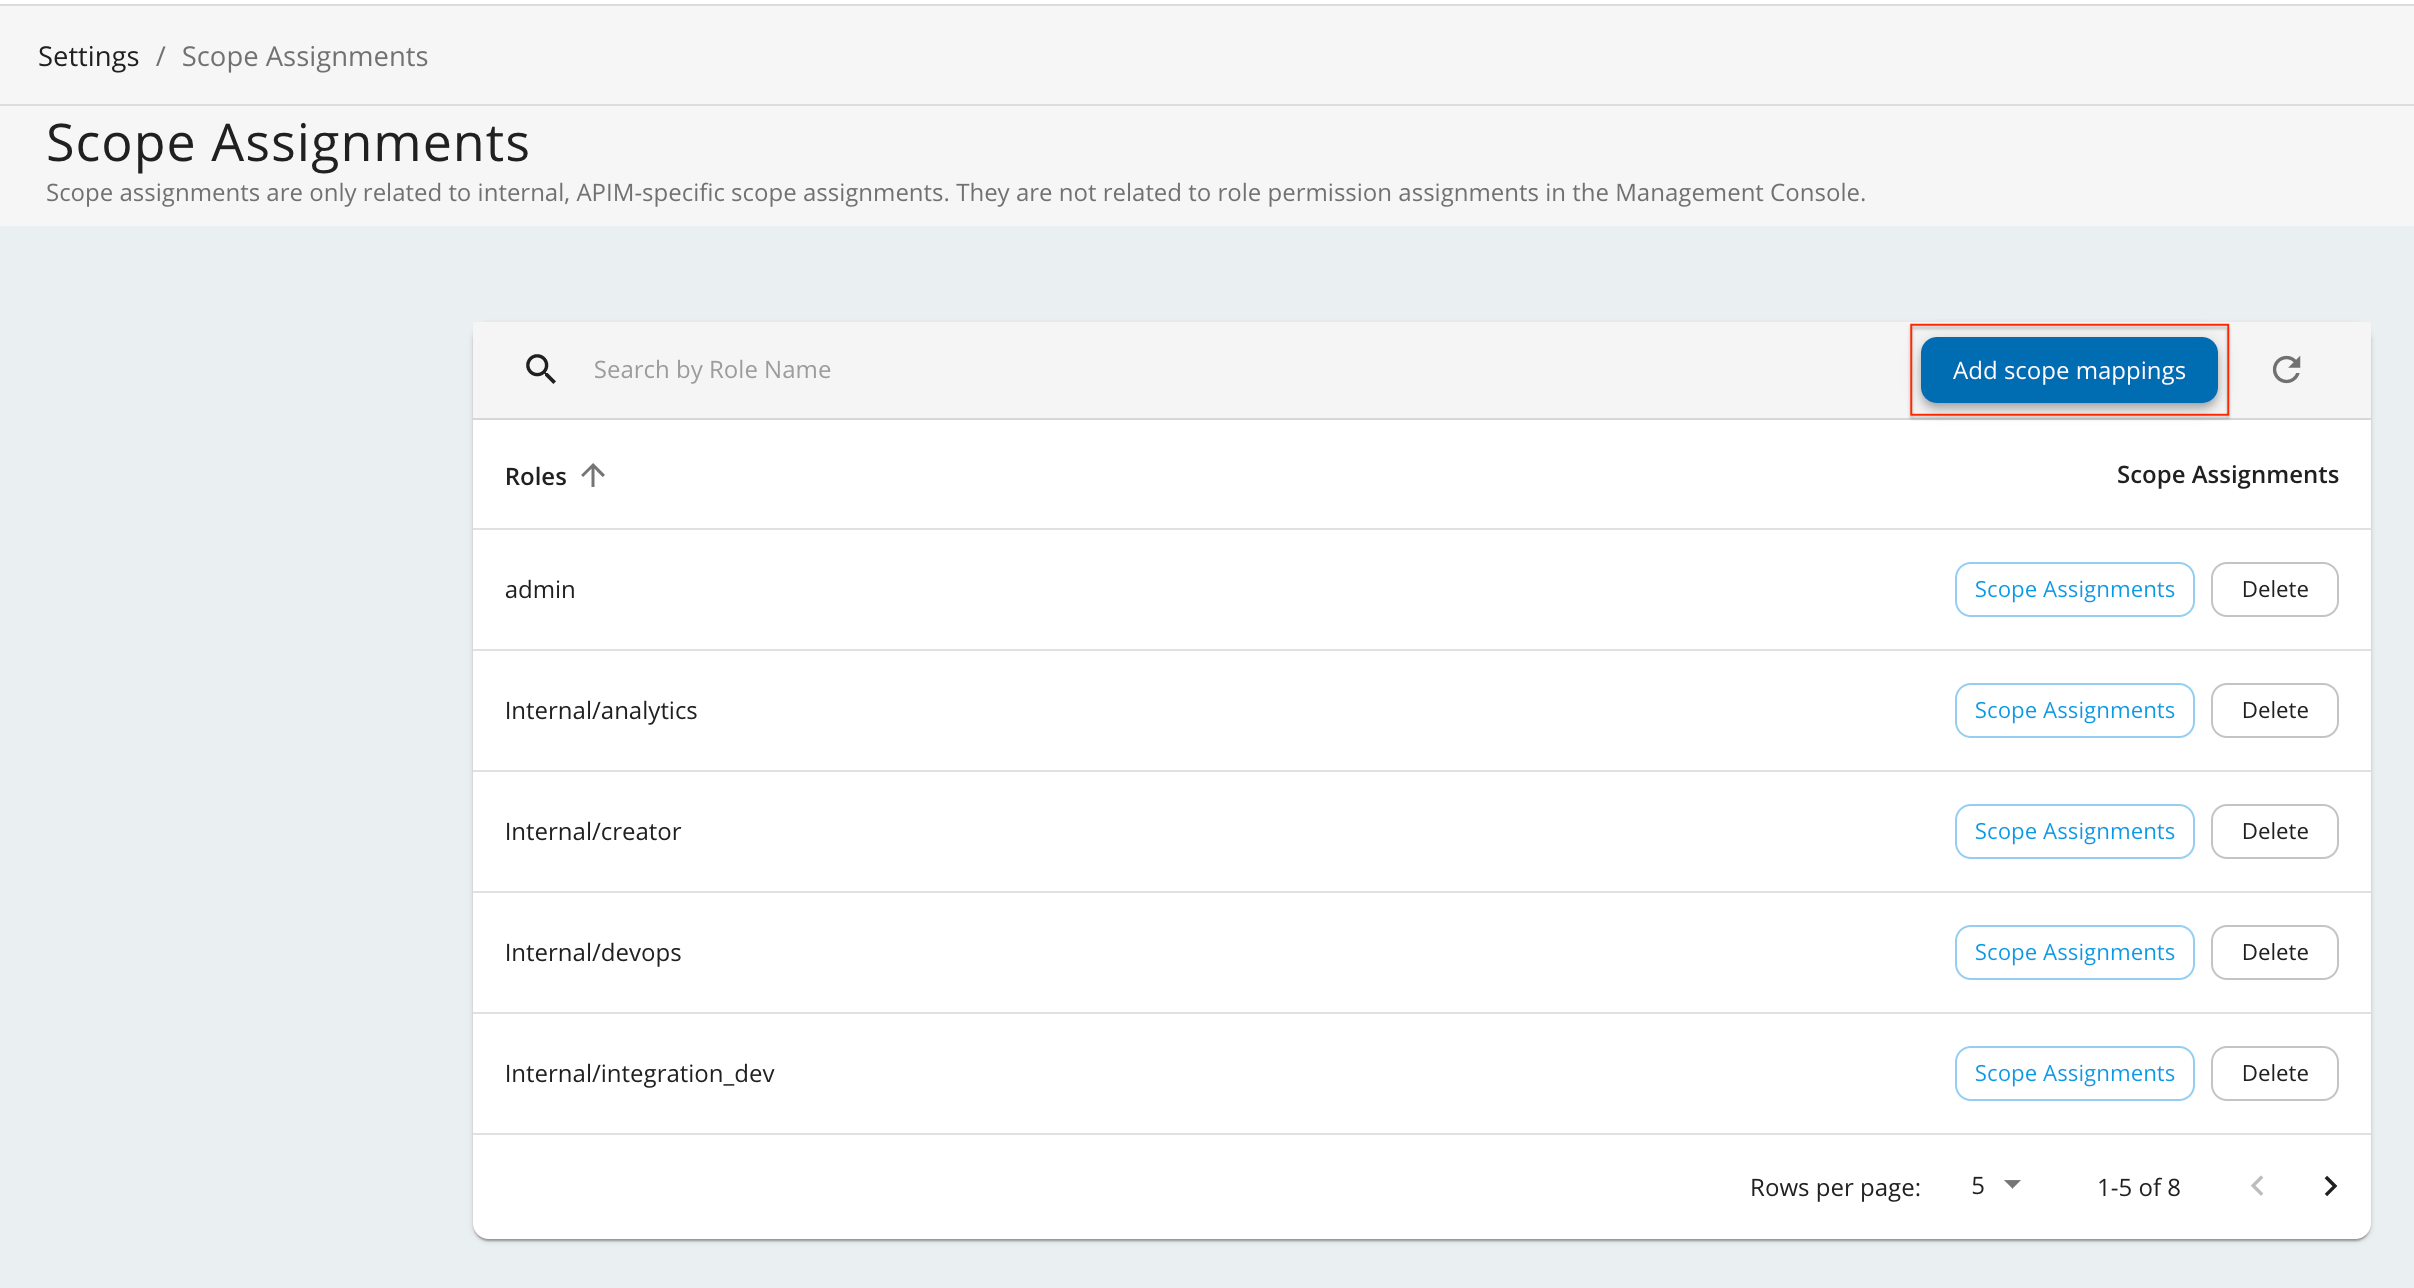 Settings / Scope Assignments
Scope Assignments
Scope assignments are only related to internal, APIM-specific scope assignments. They are not related to role permission assignments in the Management Console.
Search by Role Name Add scope mappings
Roles Scope Assignments
admin Scope Assignments Delete
Internal/analytics Scope Assignments Delete
Internal/creator Scope Assignments Delete
Internal/devops Scope Assignments Delete
Internal/integration_dev Scope Assignments Delete
Rows per page: 5 1-5 of 8